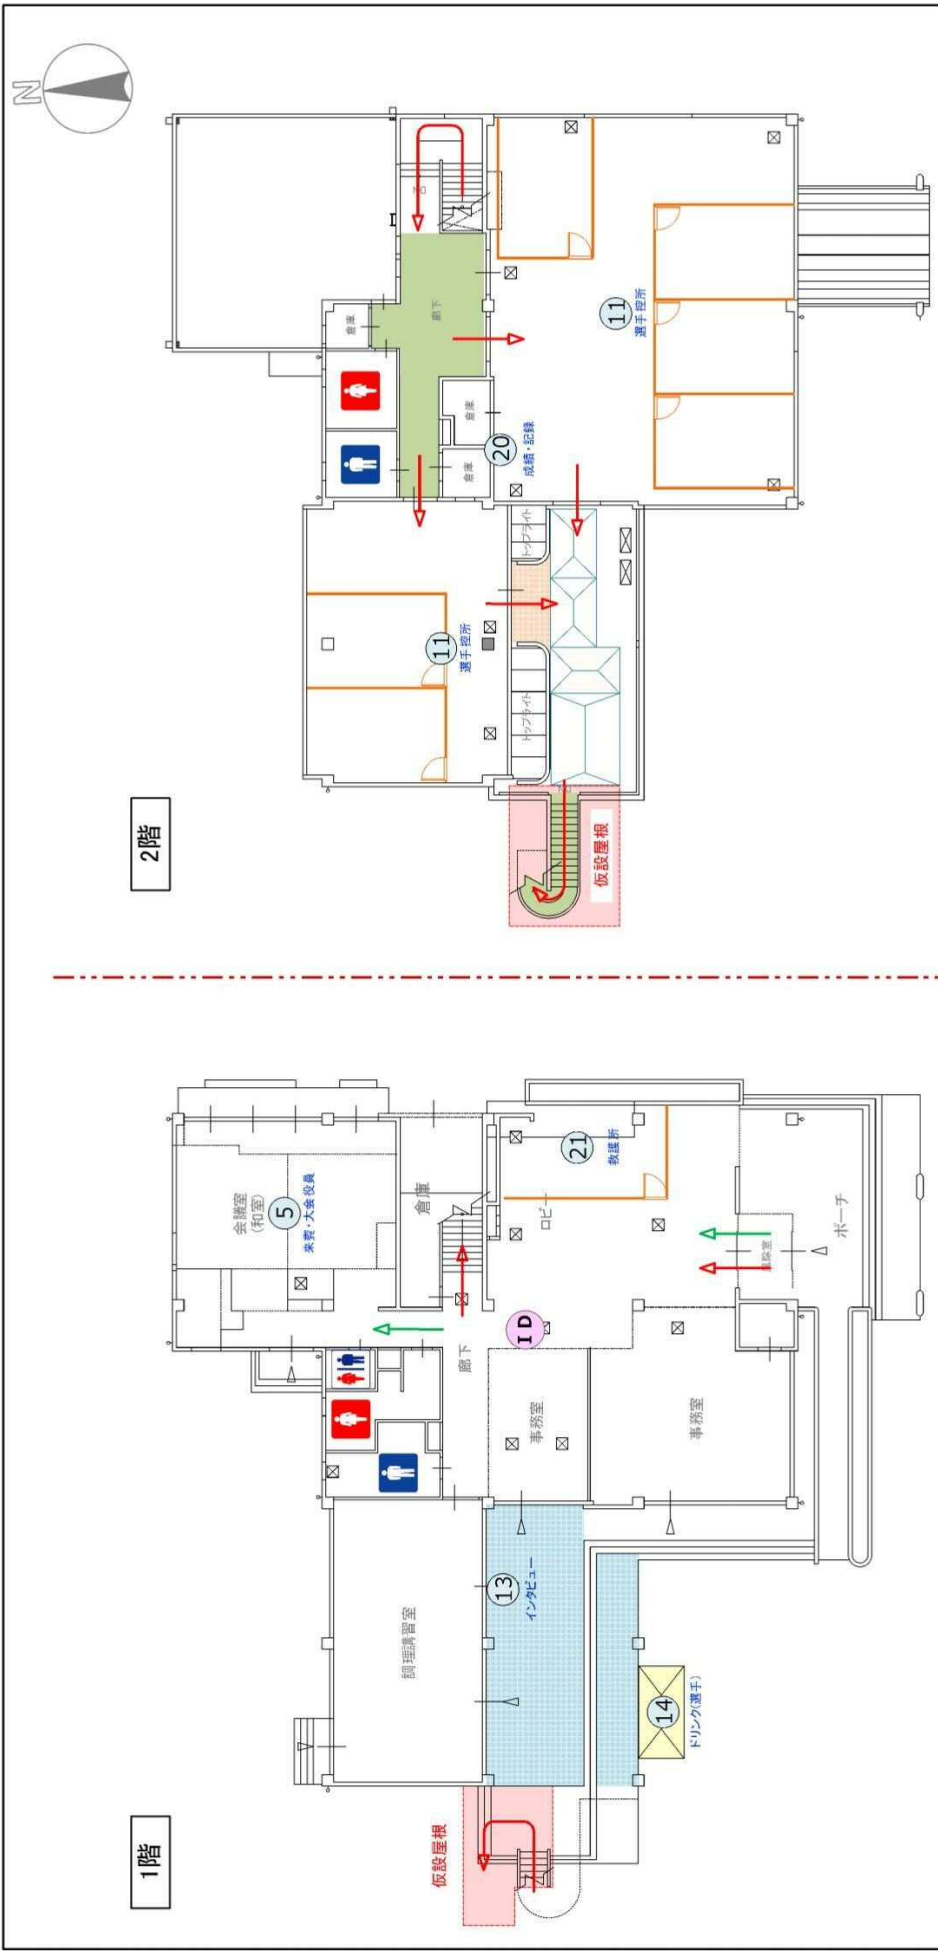 1階
仮設屋根
調理講習室
13
インタビュー
14
ドリンク(選手)
廊下
事務室
事務室
ID
会議室
(和室)
5
来賓・大会役員
倉庫
ロビー
21
救護所
風除室
ポーチ
2階
仮設屋根
トップライト
トップライト
11
選手控所
倉庫
倉庫
倉庫
廊下
20
成績・記録
11
選手控所
N